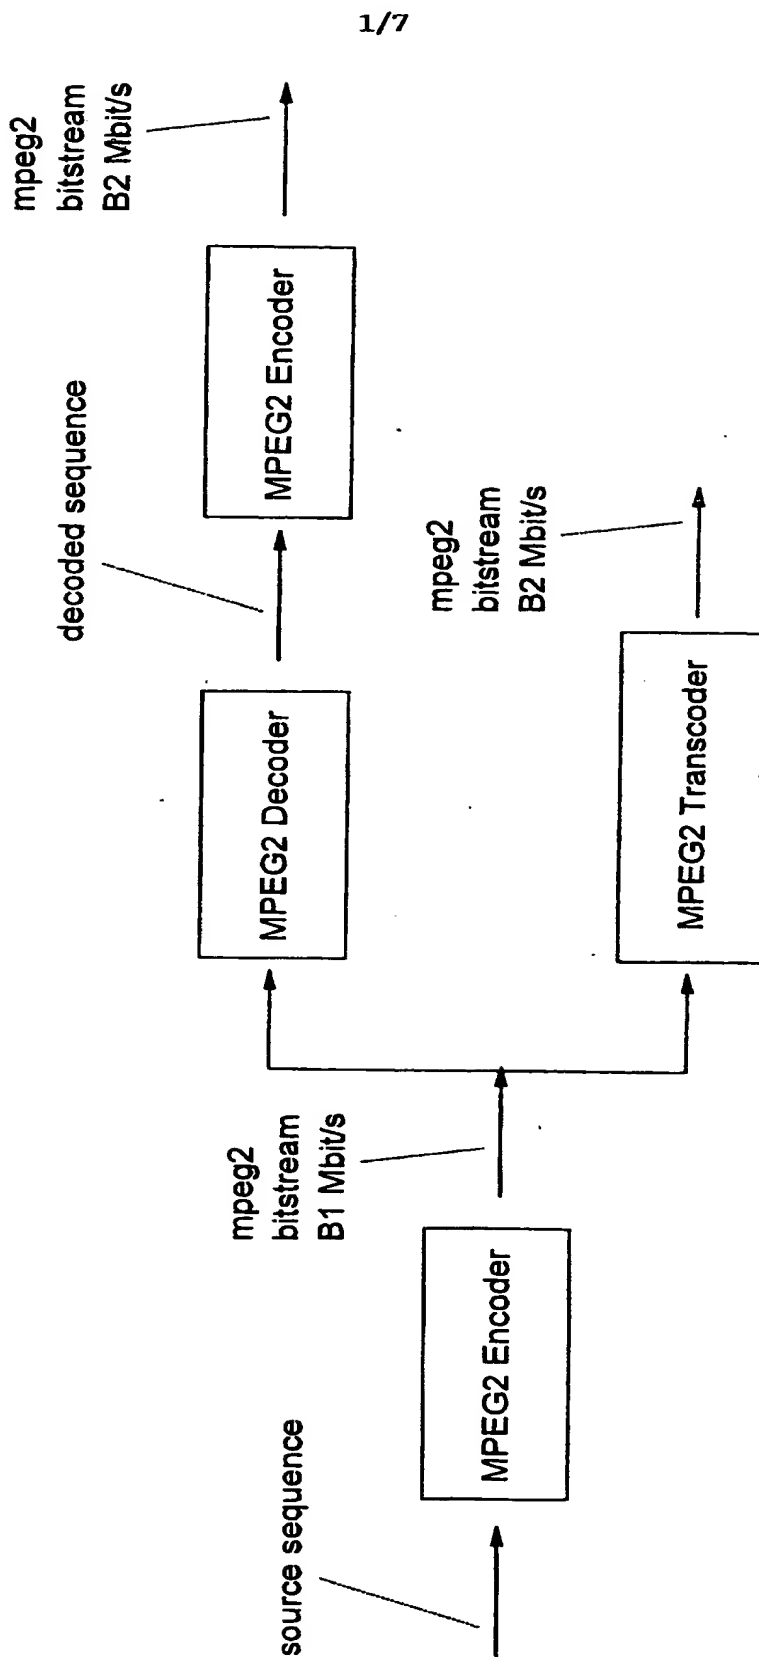 1/7
source sequence
MPEG2 Encoder
mpeg2
bitstream
B1 Mbit/s
MPEG2 Decoder
decoded sequence
MPEG2 Encoder
mpeg2
bitstream
B2 Mbit/s
MPEG2 Transcoder
mpeg2
bitstream
B2 Mbit/s